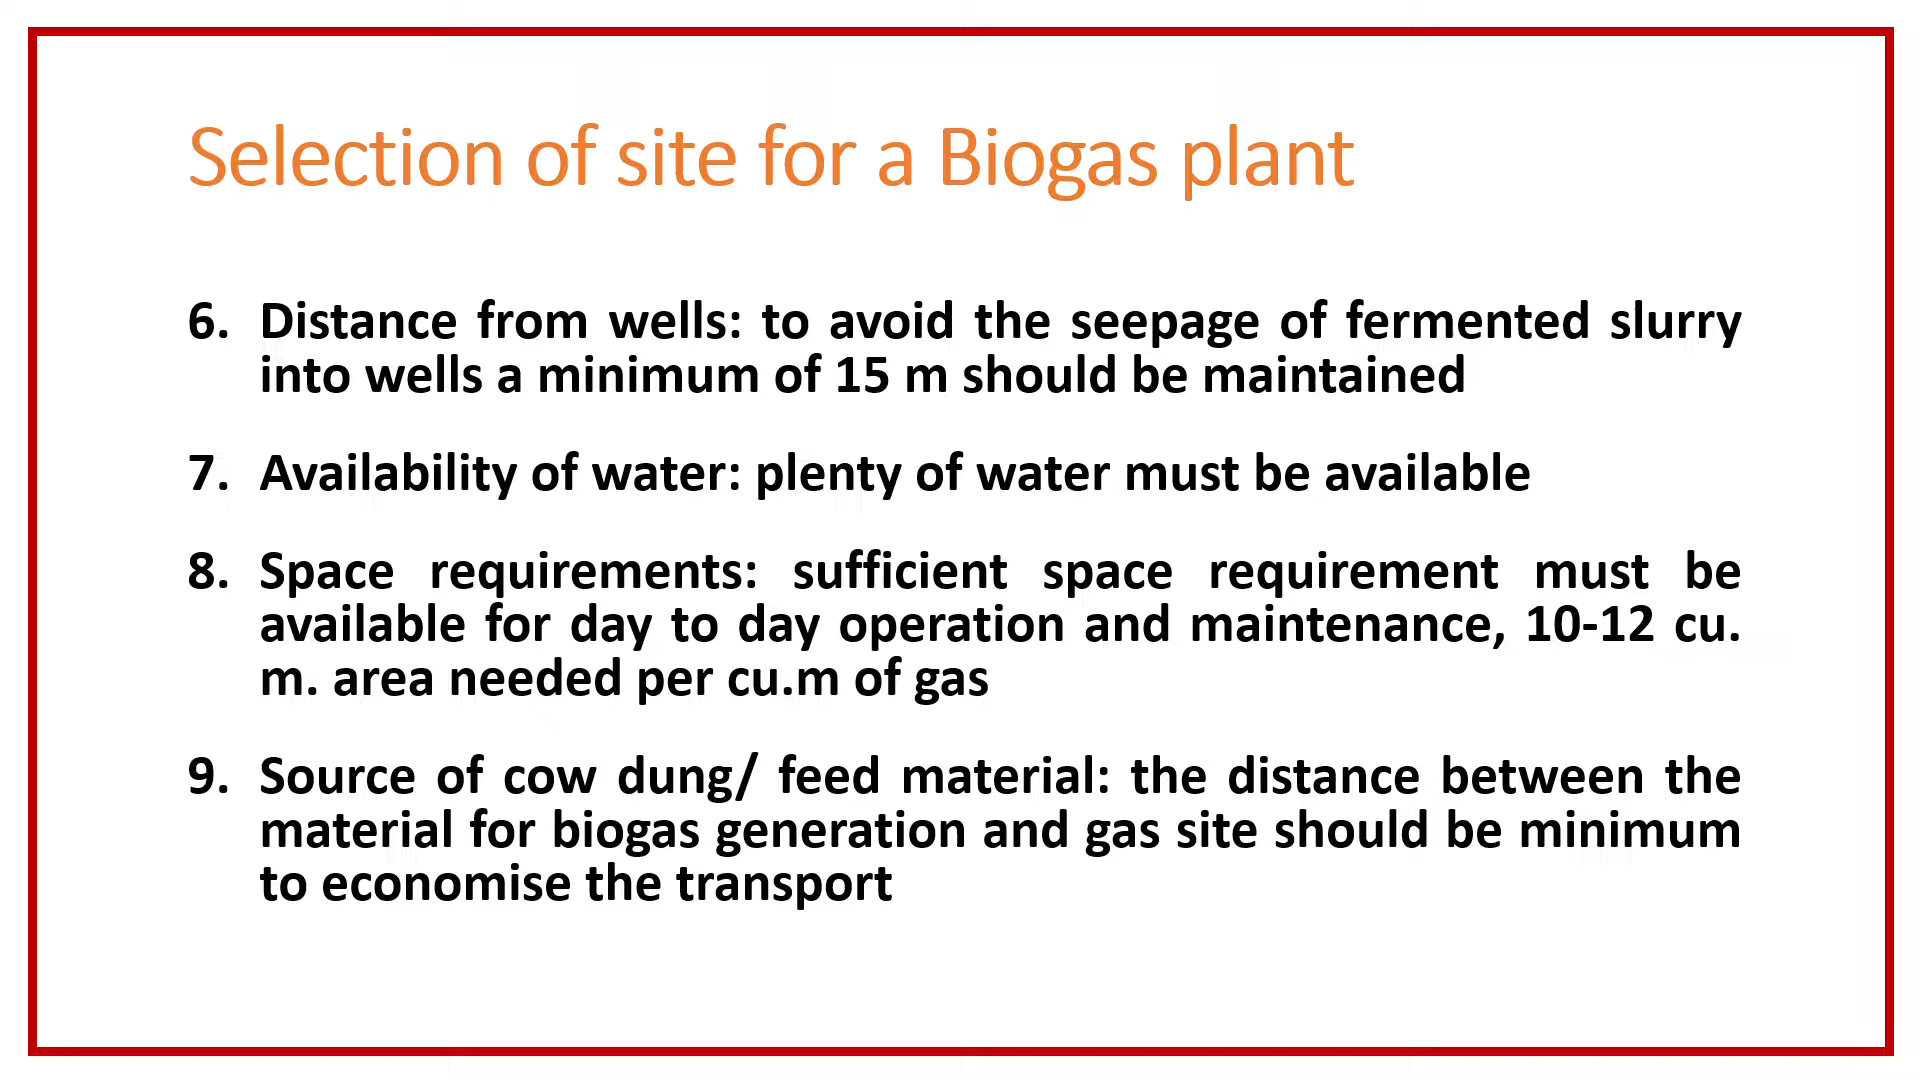 Selection of site for a Biogas plant
6. Distance from wells: to avoid the seepage of fermented slurry
into wells a minimum of 15 m should be maintained
7. Availability of water: plenty of water must be available
8. Space requirements: sufficient space requirement must be
available for day to day operation and maintenance, 10-12 cu.
m. area needed per cu.m of gas
9. Source of cow dung/ feed material: the distance between the
material for biogas generation and gas site should be minimum
to economise the transport